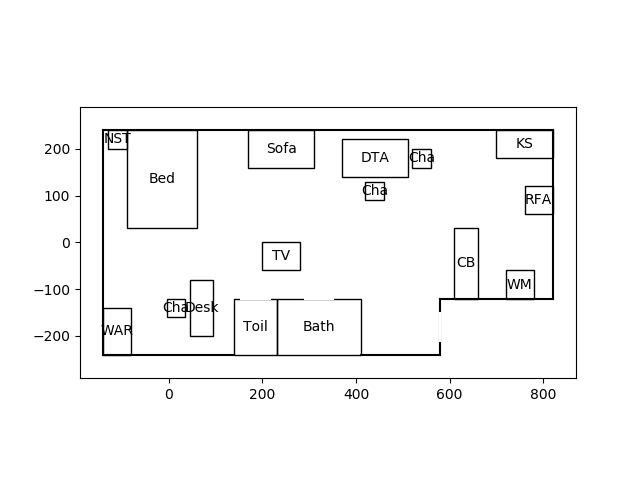 NST
Bed
Sofa
DTA
Cha
KS
Cha
RFA
TV
CB
WM
Cha
Desk
WAR
Toil
Bath
200
100
0
−100
−200
0
200
400
600
800